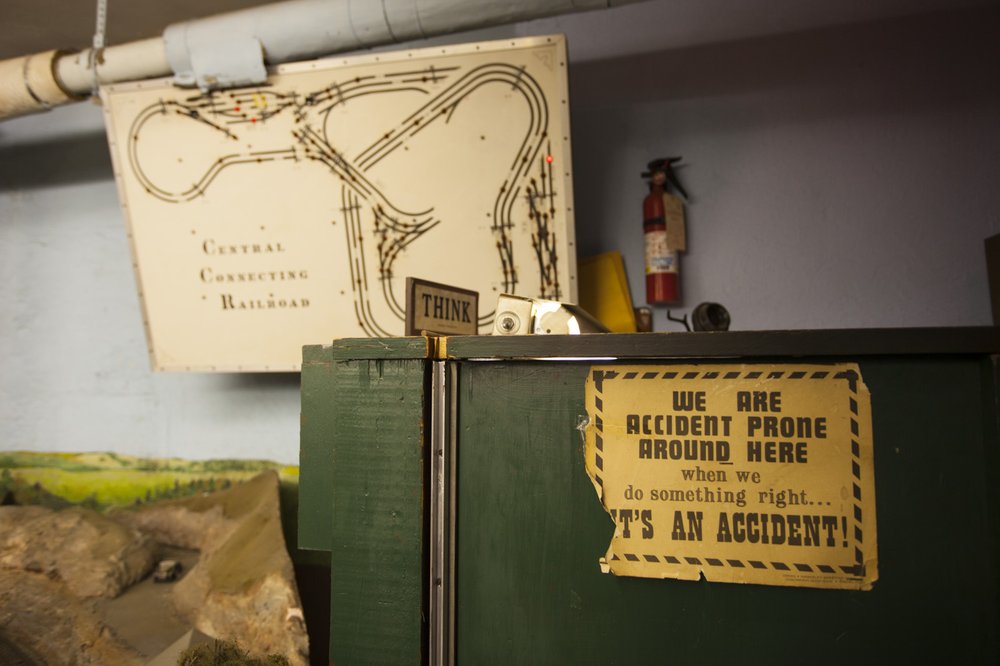 Central
Connecting
Railroad
THINK
WE ARE
ACCIDENT PRONE
AROUND HERE
when we
do something right...
T'S AN ACCIDENT!